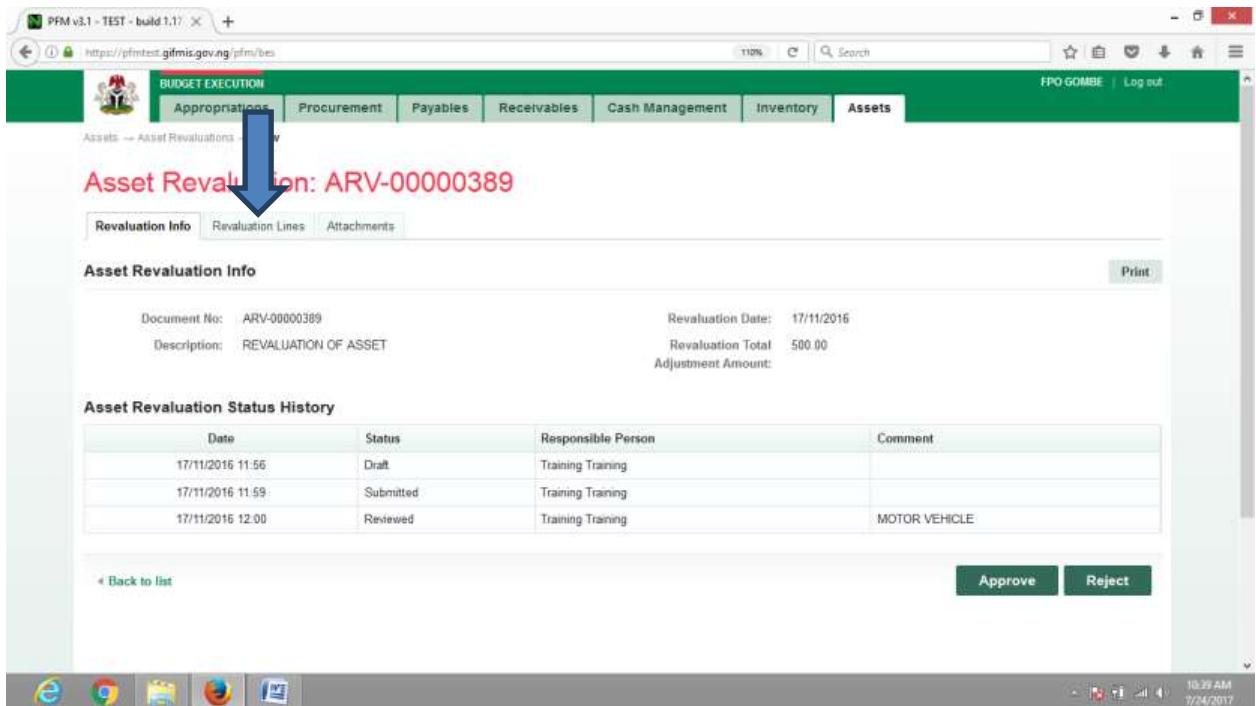 PFM v3.1 - TEST - build 1.17
https://pfmtest.gifmis.gov.ng/pfm/bes 110% Search
BUDGET EXECUTION FPO GOMBE | Log out
Appropriations Procurement Payables Receivables Cash Management Inventory Assets
Assets → Asset Revaluations
Asset Revaluation: ARV-00000389
Revaluation Info Revaluation Lines Attachments
Asset Revaluation Info Print
Document No: ARV-00000389 Revaluation Date: 17/11/2016
Description: REVALUATION OF ASSET Revaluation Total 500.00
Adjustment Amount:
Asset Revaluation Status History
Date Status Responsible Person Comment
17/11/2016 11:56 Draft Training Training
17/11/2016 11:59 Submitted Training Training
17/11/2016 12:00 Reviewed Training Training MOTOR VEHICLE
Back to list Approve Reject
10:39 AM
7/24/2017